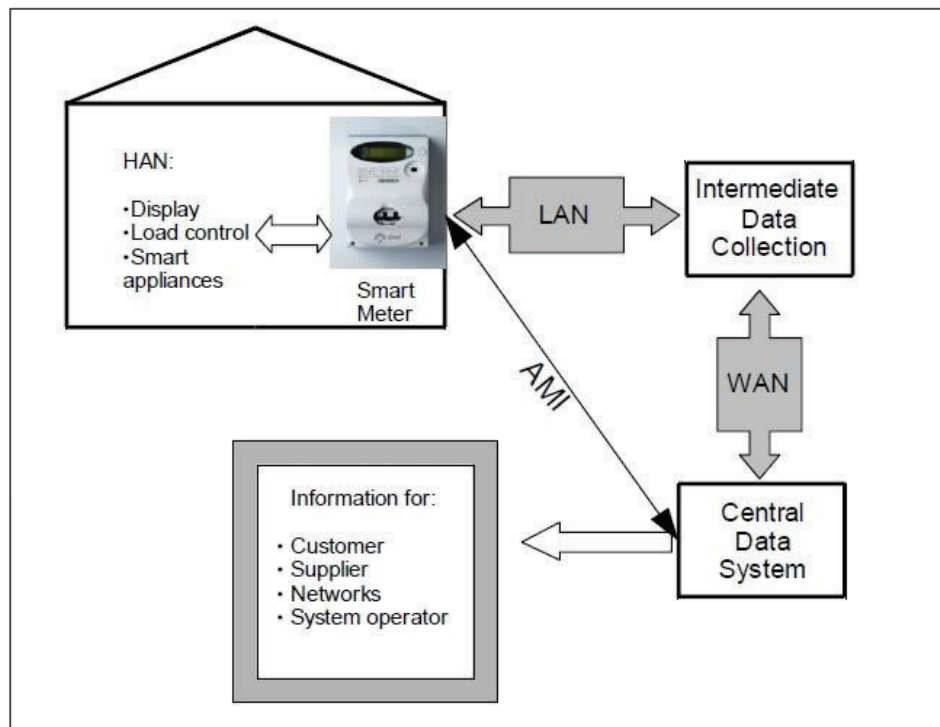 HAN:
•Display
•Load control
•Smart
appliances
Smart
Meter
LAN
Intermediate
Data
Collection
AMI
WAN
Information for:
• Customer
• Supplier
• Networks
• System operator
Central
Data
System